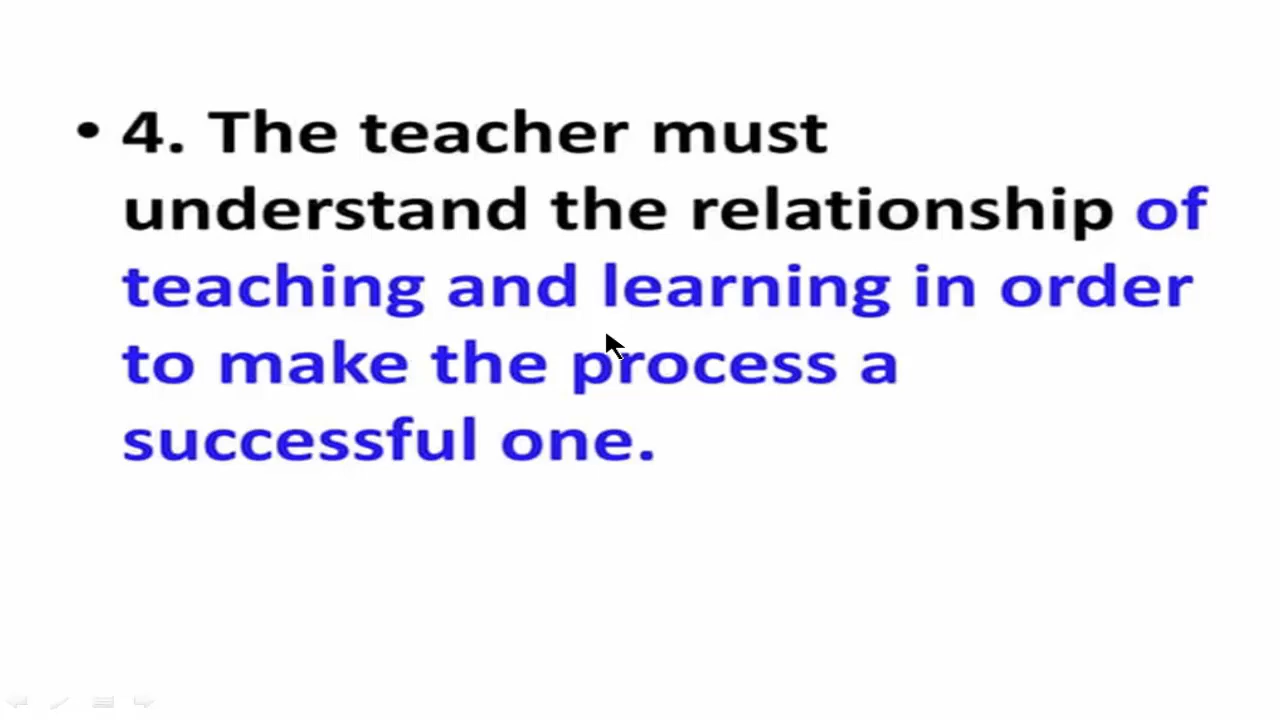 • 4. The teacher must
understand the relationship of
teaching and learning in order
to make the process a
successful one.